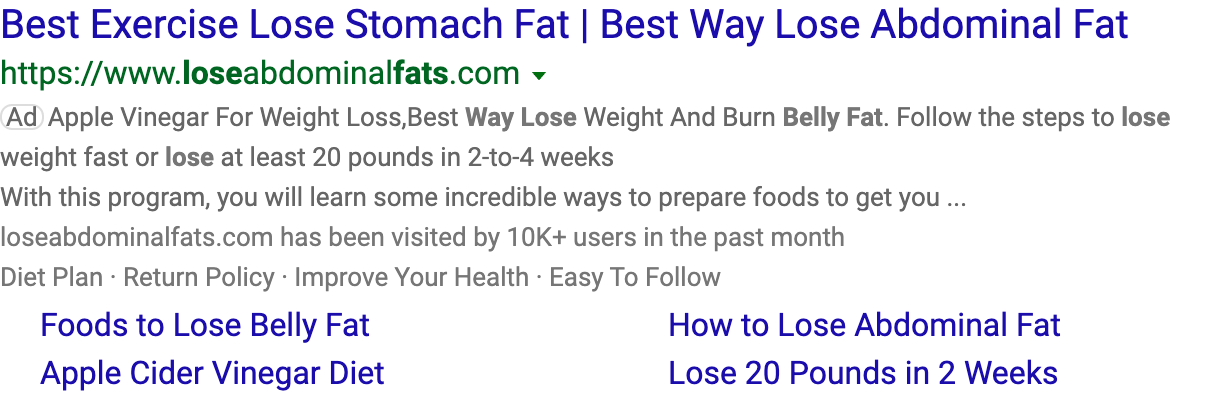 Best Exercise Lose Stomach Fat | Best Way Lose Abdominal Fat
https://www.loseabdominalfats.com
Ad Apple Vinegar For Weight Loss,Best Way Lose Weight And Burn Belly Fat. Follow the steps to lose
weight fast or lose at least 20 pounds in 2-to-4 weeks
With this program, you will learn some incredible ways to prepare foods to get you ...
loseabdominalfats.com has been visited by 10K+ users in the past month
Diet Plan · Return Policy · Improve Your Health · Easy To Follow
Foods to Lose Belly Fat
How to Lose Abdominal Fat
Apple Cider Vinegar Diet
Lose 20 Pounds in 2 Weeks